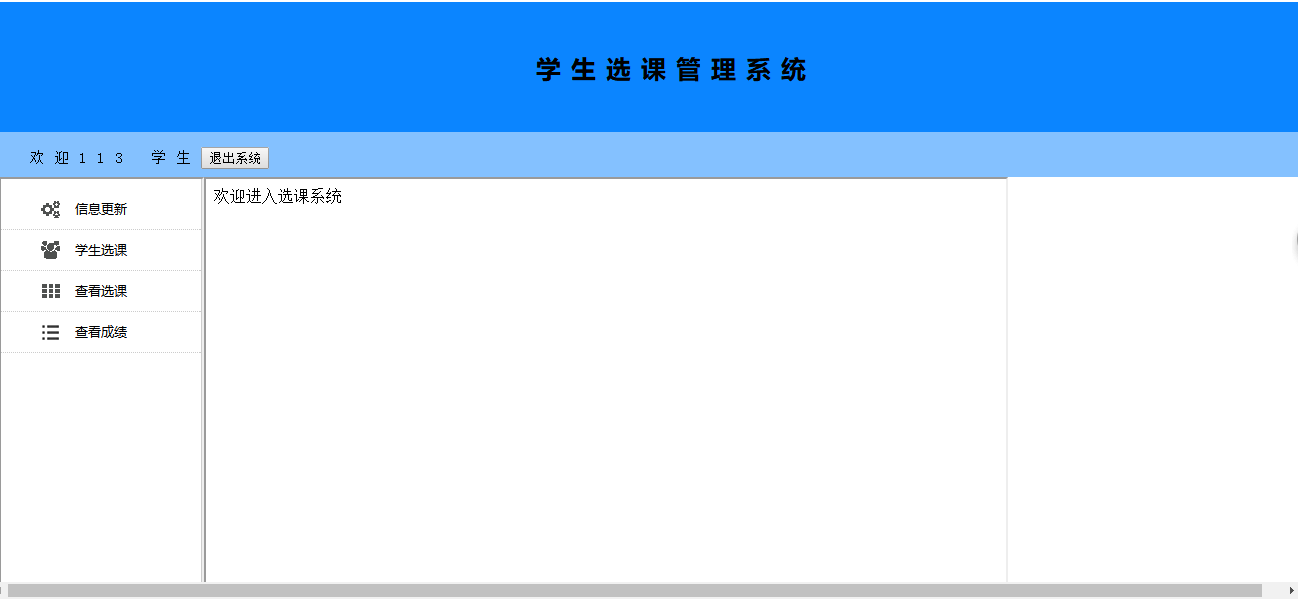 学生选课管理系统
欢迎113 学生 退出系统
信息更新
学生选课
查看选课
查看成绩
欢迎进入选课系统